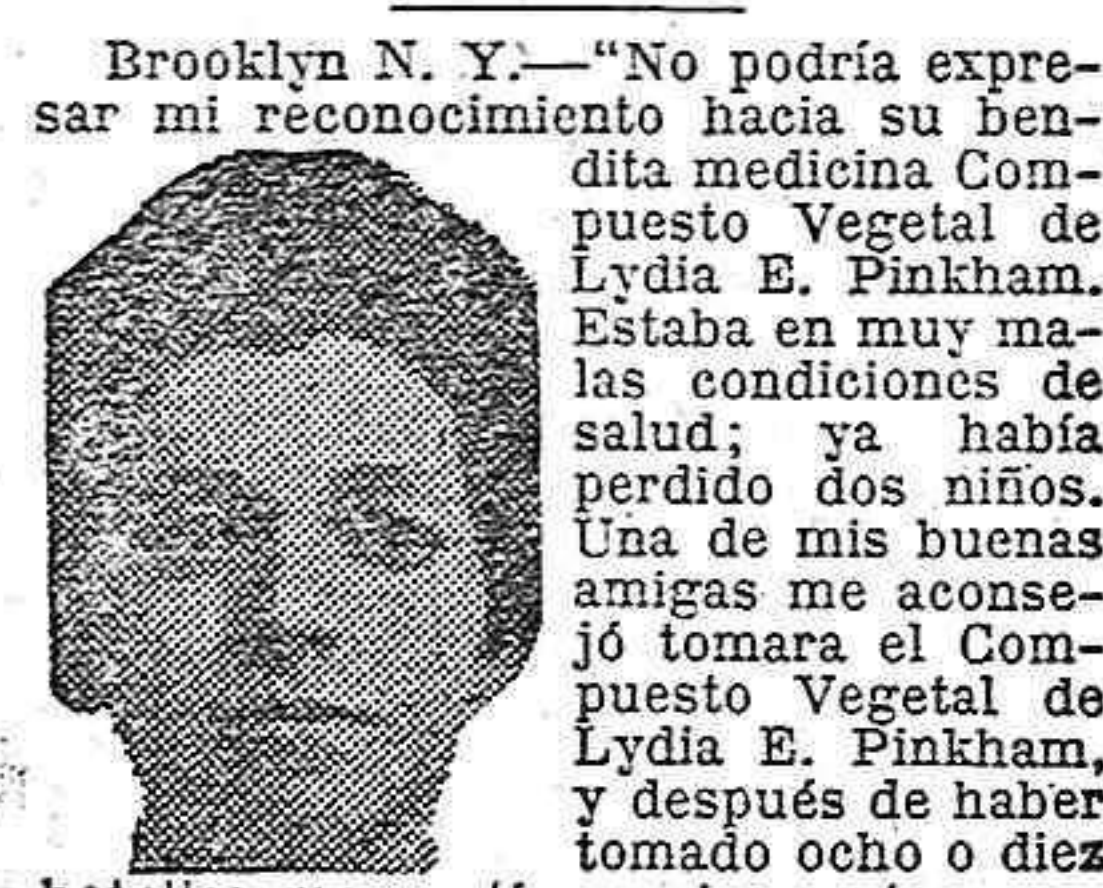 Brooklyn N. Y.—“No podría expre-
sar mi reconocimiento hacia su ben-
dita medicina Com-
puesto Vegetal de
Lydia E. Pinkham.
Estaba en muy ma-
las condiciones de
salud; ya había
perdido dos niños.
Una de mis buenas
amigas me aconse-
jó tomara el Com-
puesto Vegetal de
Lydia E. Pinkham,
y después de haber
tomado ocho o diez